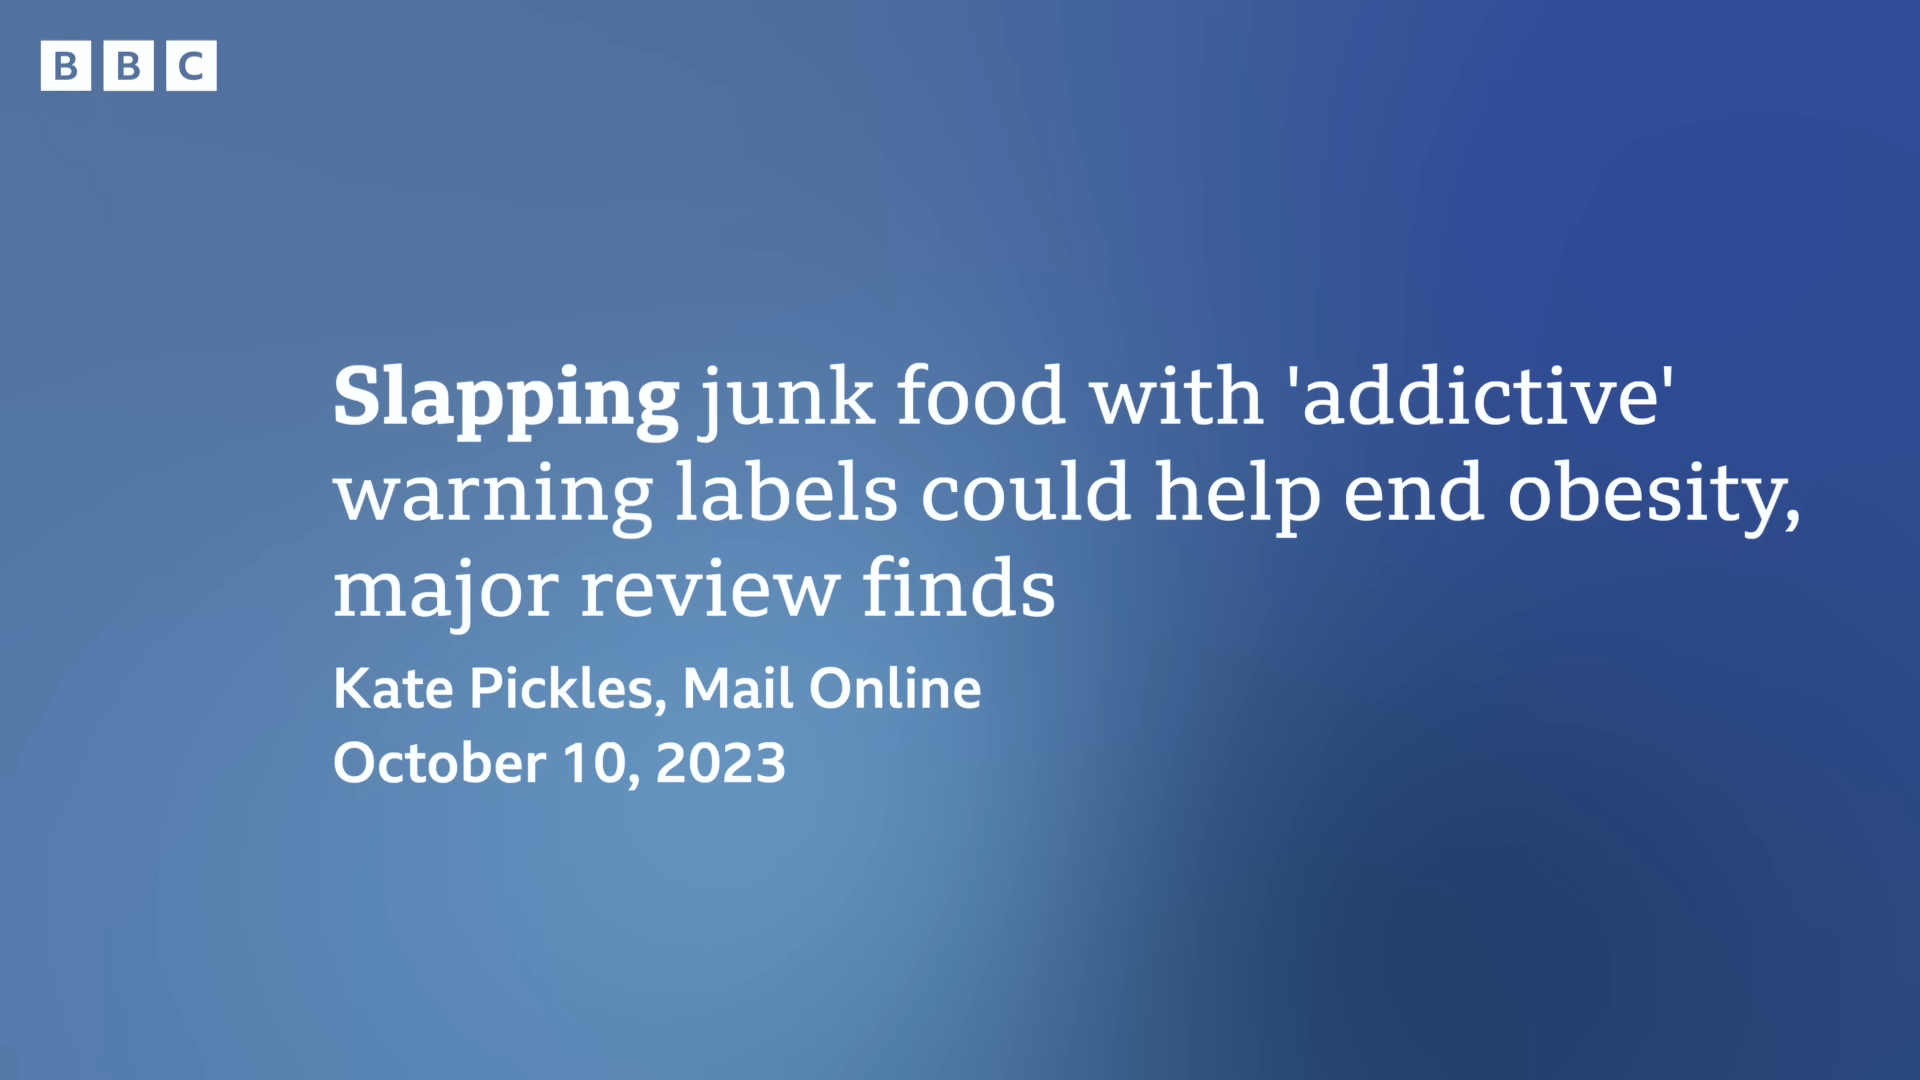 BBC
Slapping junk food with 'addictive'
warning labels could help end obesity,
major review finds
Kate Pickles, Mail Online
October 10, 2023